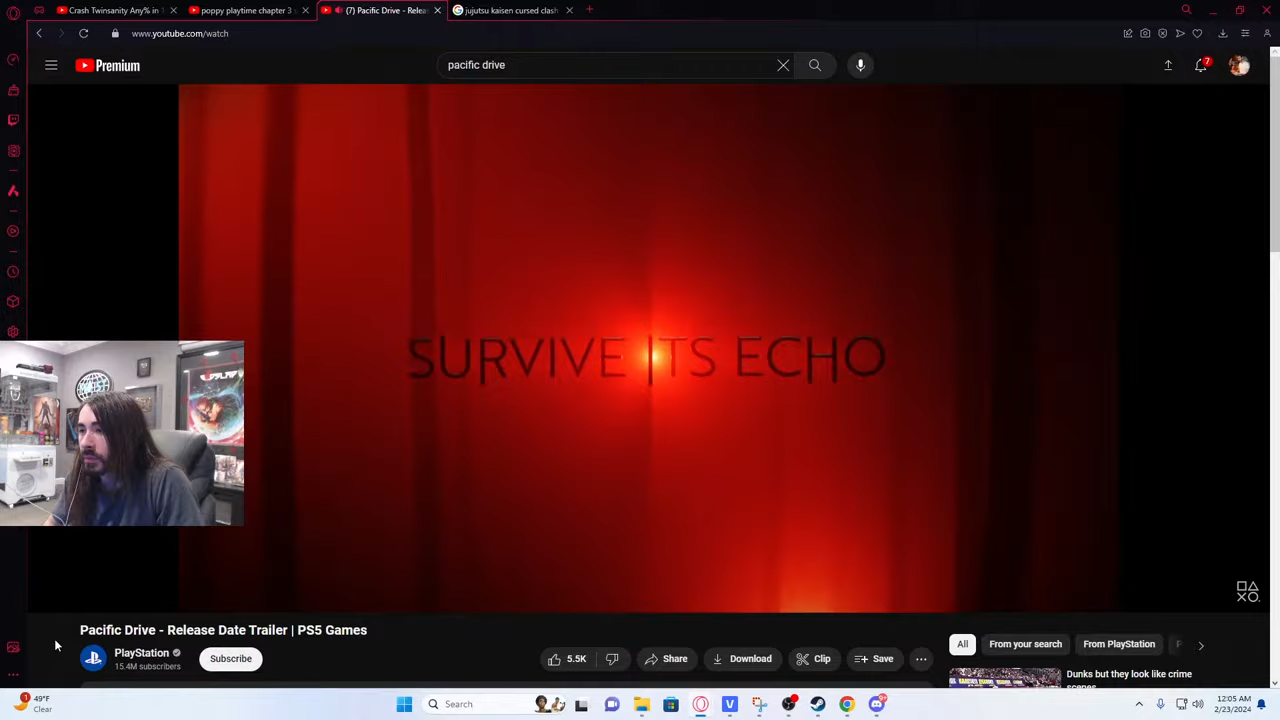 Crash Twinsanity Any% in
poppy playtime chapter 3
(7) Pacific Drive - Relea
jujutsu kaisen cursed clash
www.youtube.com/watch
Premium
pacific drive
7
SURVIVE ITS ECHO
Pacific Drive - Release Date Trailer | PS5 Games
PlayStation
15.4M subscribers
Subscribe
5.5K
Share
Download
Clip
Save
All
From your search
From PlayStation
Dunks but they look like crime
scenes
1
49°F
Clear
Search
12:05 AM
2/23/2024